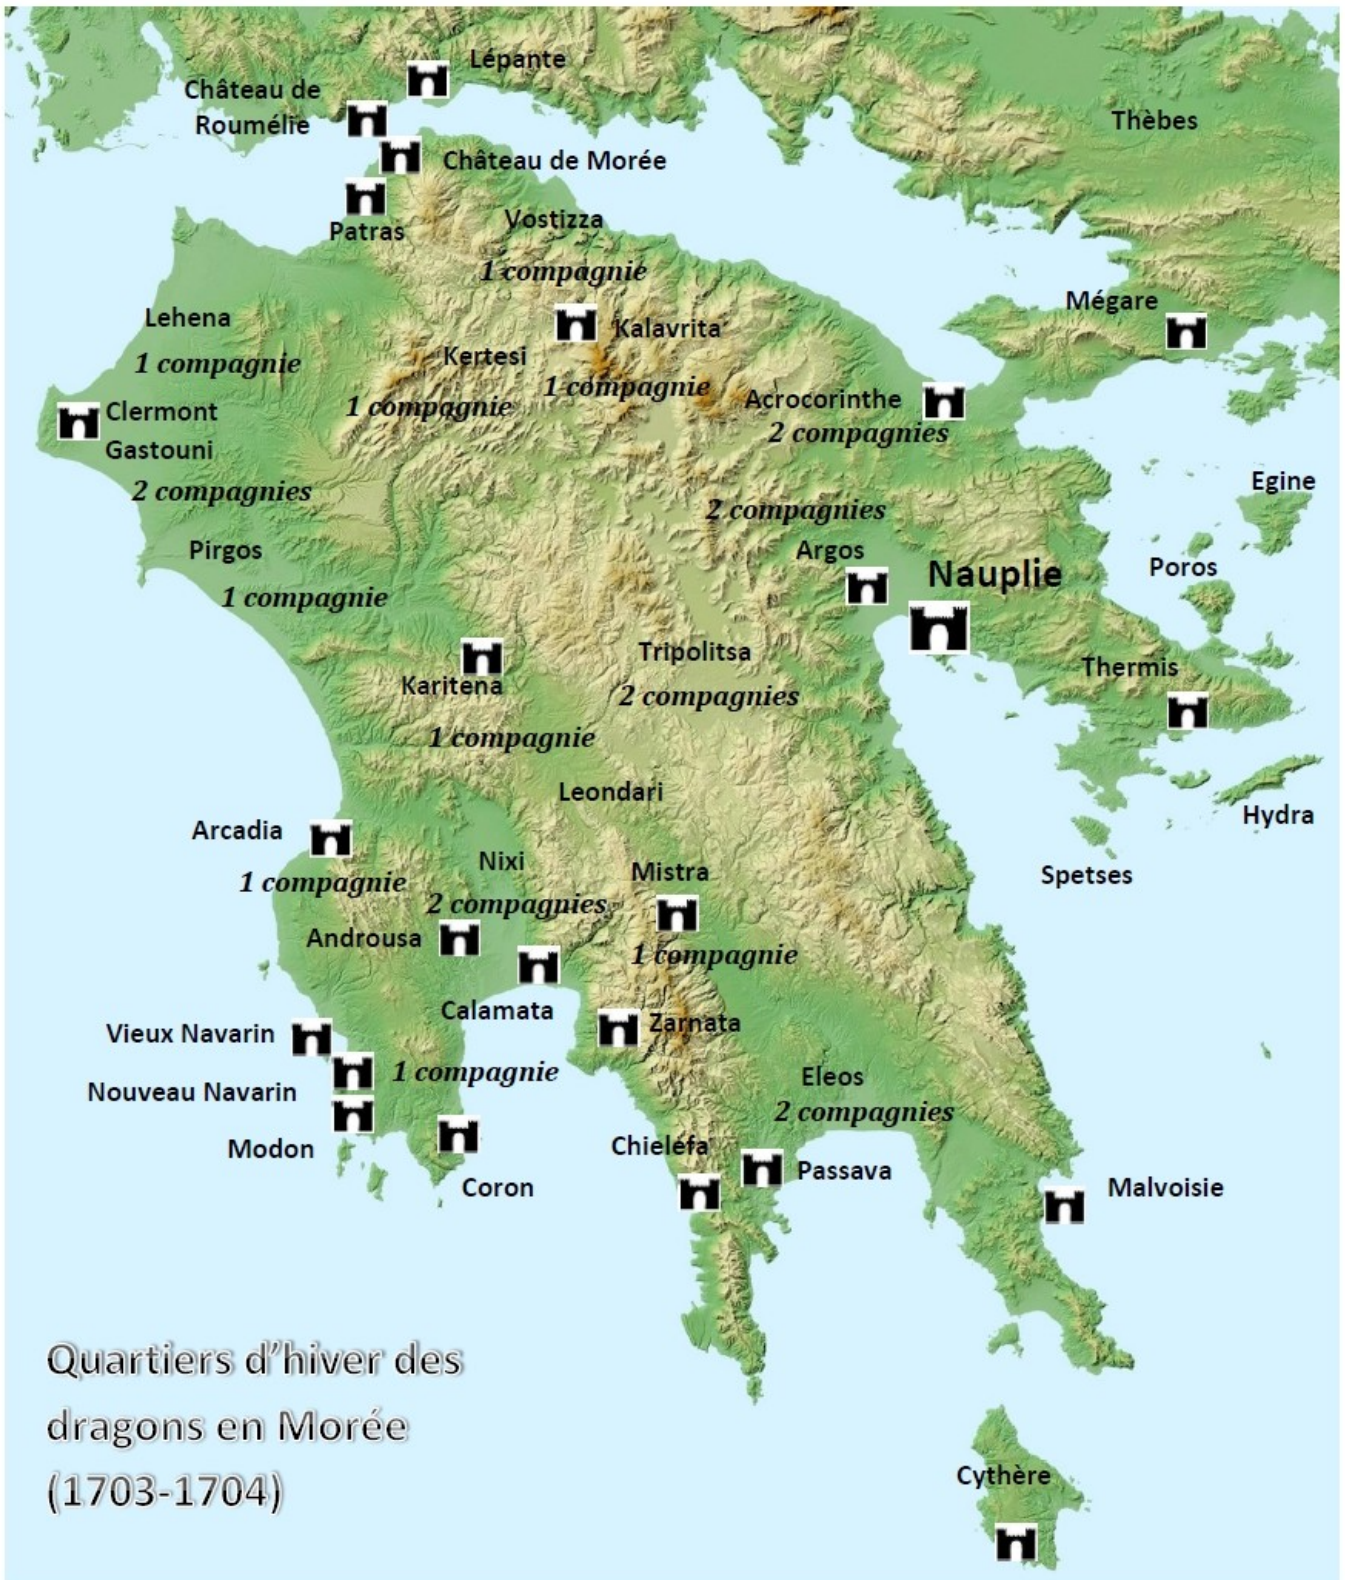 Lépante
Château de
Roumélie
Thèbes
Château de Morée
Patras
Vostizza
1 compagnie
Mégare
Lehena
1 compagnie
Kalavrita
Kertesi
1 compagnie
1 compagnie
Acrocorinthe
2 compagnies
Clermont
Gastouni
2 compagnies
Egine
2 compagnies
Argos
Pirgos
1 compagnie
Nauplie
Poros
Tripolitsa
2 compagnies
Thermis
Karitena
1 compagnie
Leondari
Hydra
Arcadia
1 compagnie
Nixi
2 compagnies
Mistra
1 compagnie
Spetses
Androusa
Calamata
Zarnata
Vieux Navarin
1 compagnie
Nouveau Navarin
Eleos
2 compagnies
Modon
Chieléfa
Passava
Coron
Malvoisie
Quartiers d'hiver des
dragons en Morée
(1703-1704)
Cythère